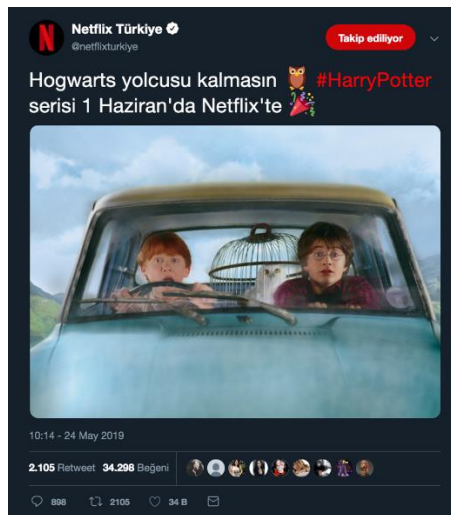 Netflix Türkiye
@netflixturkiye
Takip ediliyor
Hogwarts yolcusu kalmasın 🦉 #HarryPotter
serisi 1 Haziran'da Netflix'te 🎉
10:14 - 24 May 2019
2.105 Retweet 34.298 Beğeni
898 2105 34 B